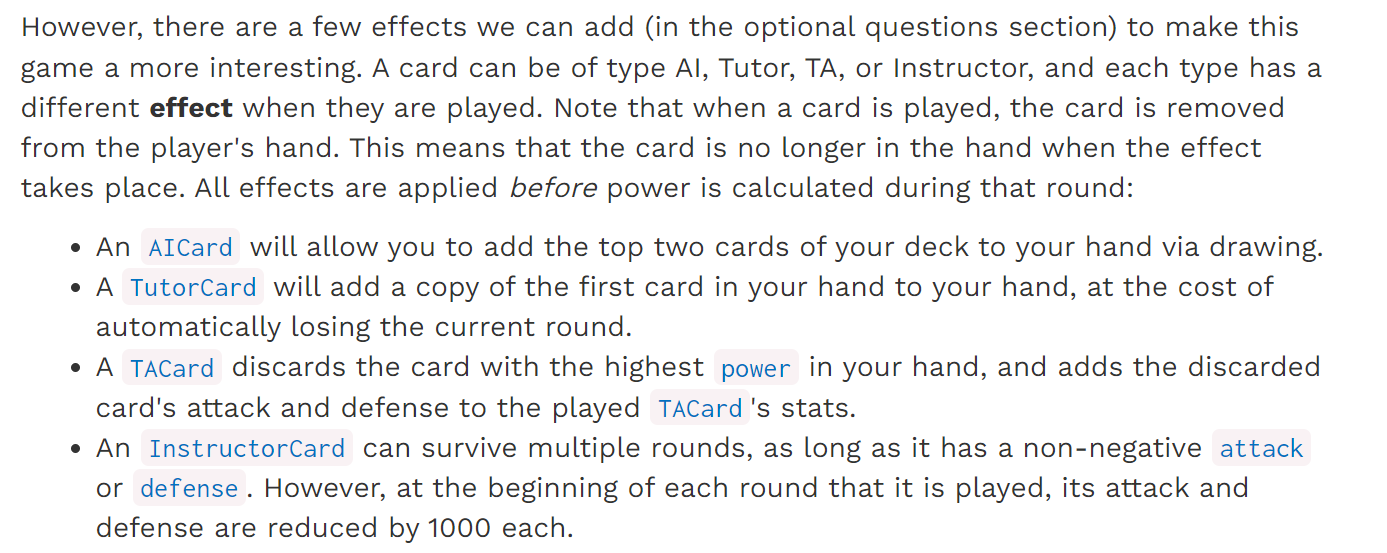 However, there are a few effects we can add (in the optional questions section) to make this
game a more interesting. A card can be of type AI, Tutor, TA, or Instructor, and each type has a
different effect when they are played. Note that when a card is played, the card is removed
from the player's hand. This means that the card is no longer in the hand when the effect
takes place. All effects are applied before power is calculated during that round:
• An AICard will allow you to add the top two cards of your deck to your hand via drawing.
• A TutorCard will add a copy of the first card in your hand to your hand, at the cost of
automatically losing the current round.
• A TACard discards the card with the highest power in your hand, and adds the discarded
card's attack and defense to the played TACard's stats.
• An InstructorCard can survive multiple rounds, as long as it has a non-negative attack
or defense. However, at the beginning of each round that it is played, its attack and
defense are reduced by 1000 each.